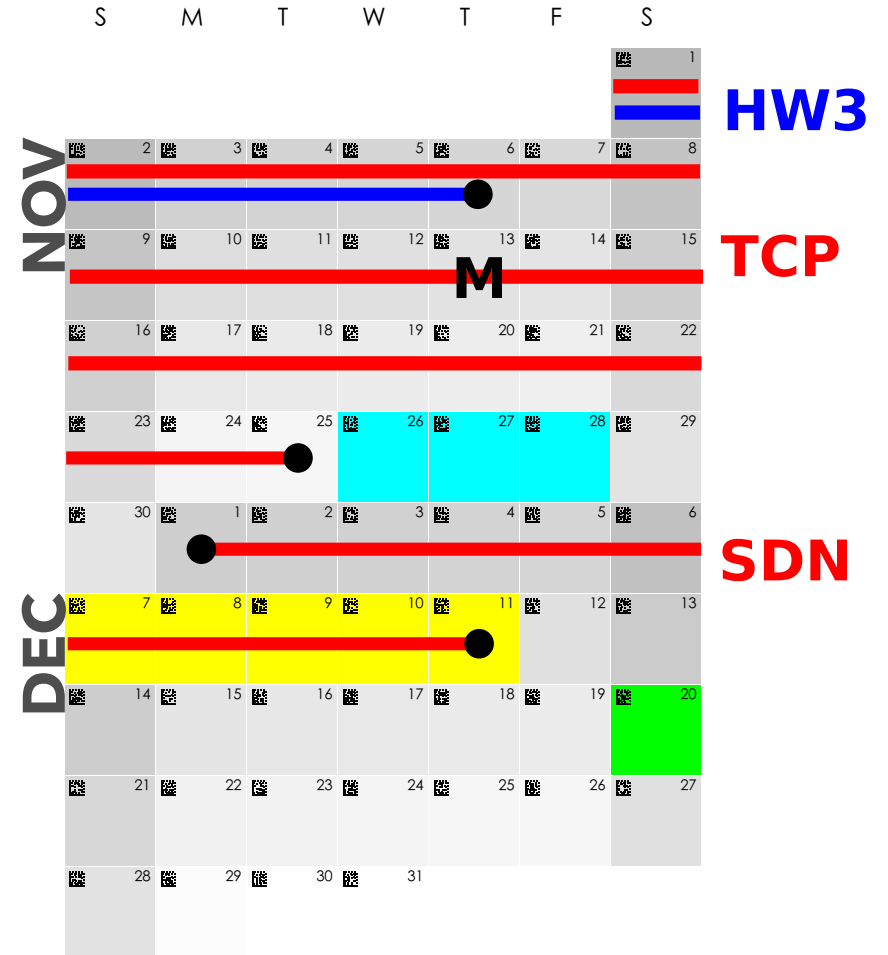 S M T W T F S
1
HW3
NOV
2 3 4 5 6 7 8
9 10 11 12 13 14 15
M
TCP
16 17 18 19 20 21 22
23 24 25 26 27 28 29
30 1 2 3 4 5 6
SDN
DEC
7 8 9 10 11 12 13
14 15 16 17 18 19 20
21 22 23 24 25 26 27
28 29 30 31